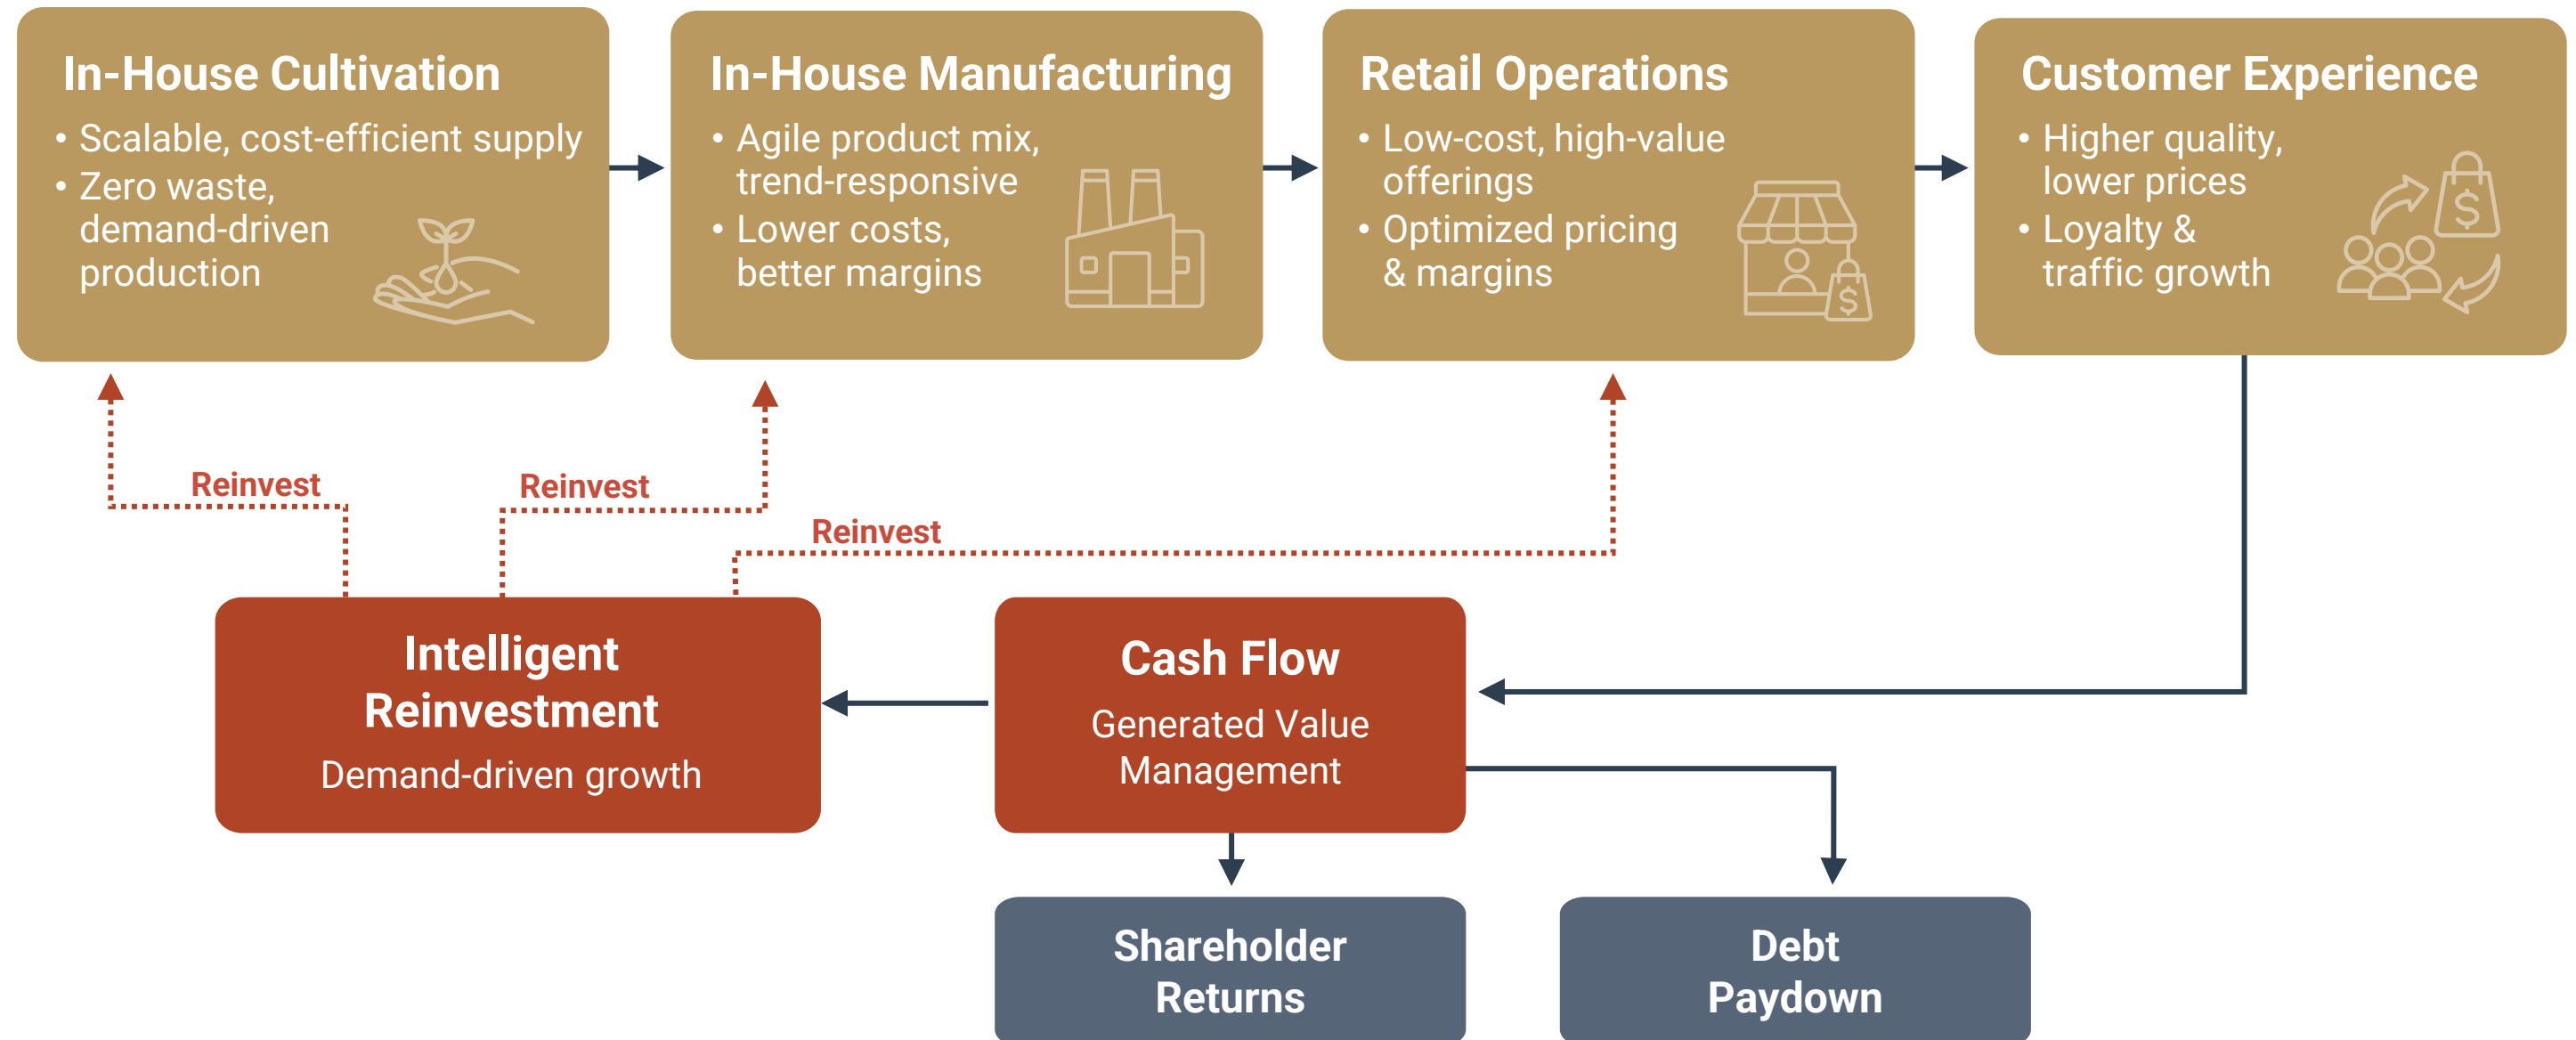 In-House Cultivation
• Scalable, cost-efficient supply
• Zero waste,
demand-driven
production
In-House Manufacturing
• Agile product mix,
trend-responsive
• Lower costs,
better margins
Retail Operations
• Low-cost, high-value
offerings
• Optimized pricing
& margins
$
Customer Experience
• Higher quality,
lower prices
• Loyalty &
traffic growth
$
Reinvest
Reinvest
Reinvest
Intelligent
Reinvestment
Demand-driven growth
Cash Flow
Generated Value
Management
Shareholder
Returns
Debt
Paydown